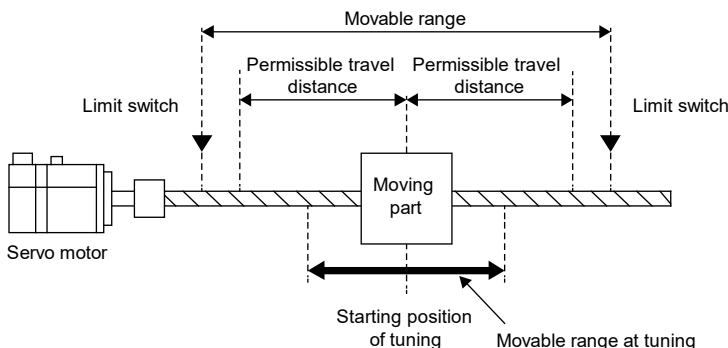 Movable range
Permissible travel
distance
Permissible travel
distance
Limit switch
Limit switch
Moving
part
Servo motor
Starting position
of tuning
Movable range at tuning